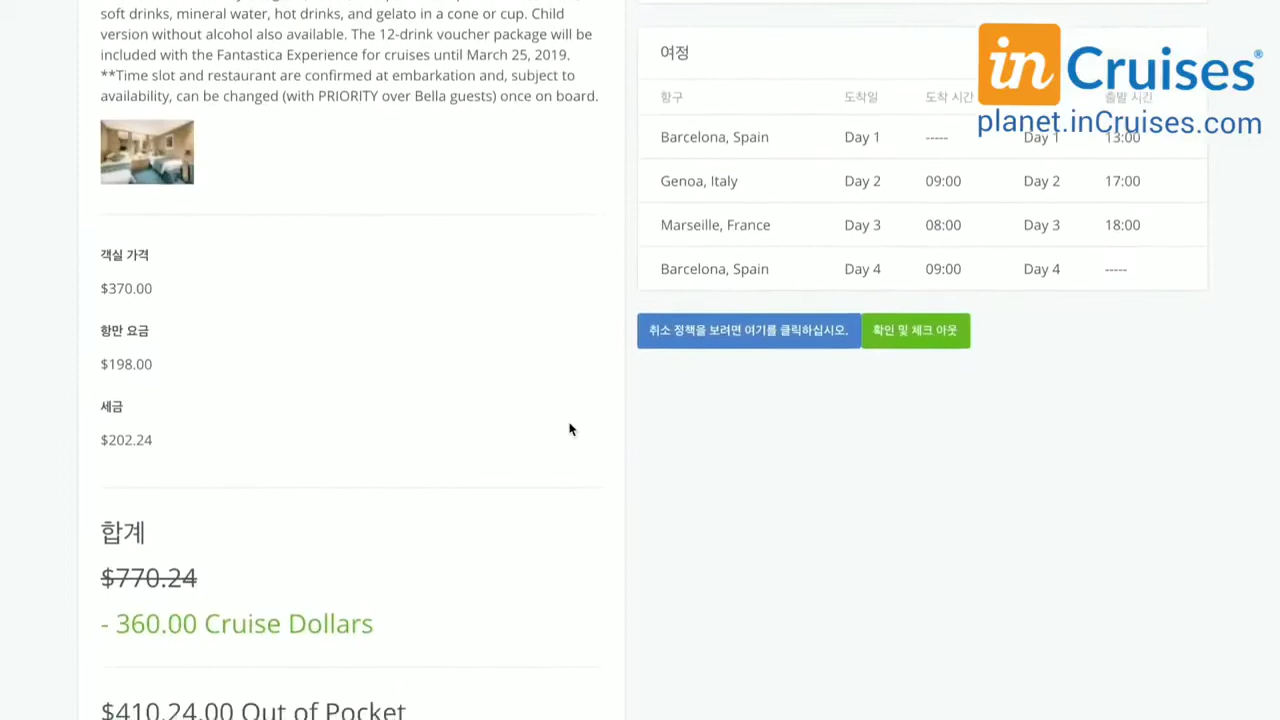 soft drinks, mineral water, hot drinks, and gelato in a cone or cup. Child
version without alcohol also available. The 12-drink voucher package will be
included with the Fantastica Experience for cruises until March 25, 2019.
**Time slot and restaurant are confirmed at embarkation and, subject to
availability, can be changed (with PRIORITY over Bella guests) once on board.
객실 가격
$370.00
항만 요금
$198.00
세금
$202.24
합계
$770.24
- 360.00 Cruise Dollars
$410.24.00 Out of Pocket
여정
항구 도착일 도착 시간 출발 시간
Barcelona, Spain Day 1 ----- Day 1 13:00
Genoa, Italy Day 2 09:00 Day 2 17:00
Marseille, France Day 3 08:00 Day 3 18:00
Barcelona, Spain Day 4 09:00 Day 4 -----
취소 정책을 보려면 여기를 클릭하십시오. 확인 및 체크 아웃
in Cruises®
planet.inCruises.com